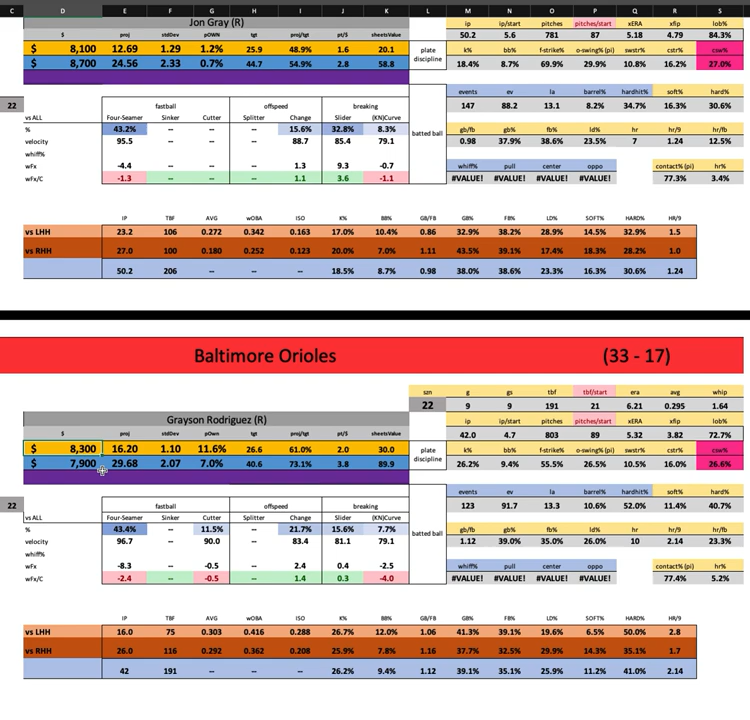 C D E F G H I J K L M N O P Q R S
Jon Gray (R) ip ip/start pitches pitches/start xERA xfip lob%
$ proj stdDev pOWN tgt proj/tgt pt/$ sheetsValue 50.2 5.6 781 87 5.18 4.79 84.3%
$ 8,100 12.69 1.29 1.2% 25.9 48.9% 1.6 20.1 plate discipline k% bb% f-strike% o-swing% (pi) swstr% cstr% csw%
$ 8,700 24.56 2.33 0.7% 44.7 54.9% 2.8 58.8 18.4% 8.7% 69.9% 29.9% 10.8% 16.2% 27.0%
events ev la barrel% hardhit% soft% hard%
22 fastball offspeed breaking 147 88.2 13.1 8.2% 34.7% 16.3% 30.6%
vs ALL Four-Seamer Sinker Cutter Splitter Change Slider (KN)Curve
% 43.2% -- -- -- 15.6% 32.8% 8.3% batted ball gb/fb gb% fb% ld% hr hr/9 hr/fb
velocity 95.5 -- -- -- 88.7 85.4 79.1 0.98 37.9% 38.6% 23.5% 7 1.24 12.5%
whiff%
wFx -4.4 1.3 9.3 -0.7 whiff% pull center oppo contact% (pi) hr%
wFx/C -1.3 -- -- -- 1.1 3.6 -1.1 #VALUE! #VALUE! #VALUE! #VALUE! 77.3% 3.4%
IP TBF AVG wOBA ISO K% BB% GB/FB GB% FB% LD% SOFT% HARD% HR/9
vs LHH 23.2 106 0.272 0.342 0.163 17.0% 10.4% 0.86 32.9% 38.2% 28.9% 14.5% 32.9% 1.5
vs RHH 27.0 100 0.180 0.252 0.123 20.0% 7.0% 1.11 43.5% 39.1% 17.4% 18.3% 28.2% 1.0
50.2 206 -- -- -- 18.5% 8.7% 0.98 38.0% 38.6% 23.3% 16.3% 30.6% 1.24
Baltimore Orioles (33 - 17)
szn g gs tbf tbf/start era avg whip
22 9 9 191 21 6.21 0.295 1.64
Grayson Rodriguez (R) ip ip/start pitches pitches/start xERA xfip lob%
$ proj stdDev pOwn tgt proj/tgt pt/$ sheetsValue 42.0 4.7 803 89 5.32 3.82 72.7%
$ 8,300 16.20 1.10 11.6% 26.6 61.0% 2.0 30.0 plate discipline k% bb% f-strike% o-swing% (pi) swstr% cstr% csw%
$ 7,900 29.68 2.07 7.0% 40.6 73.1% 3.8 89.9 26.2% 9.4% 55.5% 26.5% 10.5% 16.0% 26.6%
events ev la barrel% hardhit% soft% hard%
22 fastball offspeed breaking 123 91.7 13.3 10.6% 52.0% 11.4% 40.7%
vs ALL Four-Seamer Sinker Cutter Splitter Change Slider (KN)Curve
% 43.4% -- 11.5% -- 21.7% 15.6% 7.7% batted ball gb/fb gb% fb% ld% hr hr/9 hr/fb
velocity 96.7 -- 90.0 -- 83.4 81.1 79.1 1.12 39.0% 35.0% 26.0% 10 2.14 23.3%
whiff%
wFx -8.3 -0.5 2.4 0.4 -2.5 whiff% pull center oppo contact% (pi) hr%
wFx/C -2.4 -- -0.5 -- 1.4 0.3 -4.0 #VALUE! #VALUE! #VALUE! #VALUE! 77.4% 5.2%
IP TBF AVG wOBA ISO K% BB% GB/FB GB% FB% LD% SOFT% HARD% HR/9
vs LHH 16.0 75 0.303 0.416 0.288 26.7% 12.0% 1.06 41.3% 39.1% 19.6% 6.5% 50.0% 2.8
vs RHH 26.0 116 0.292 0.362 0.208 25.9% 7.8% 1.16 37.7% 32.5% 29.9% 14.3% 35.1% 1.7
42 191 -- -- -- 26.2% 9.4% 1.12 39.1% 35.1% 25.9% 11.2% 41.0% 2.14